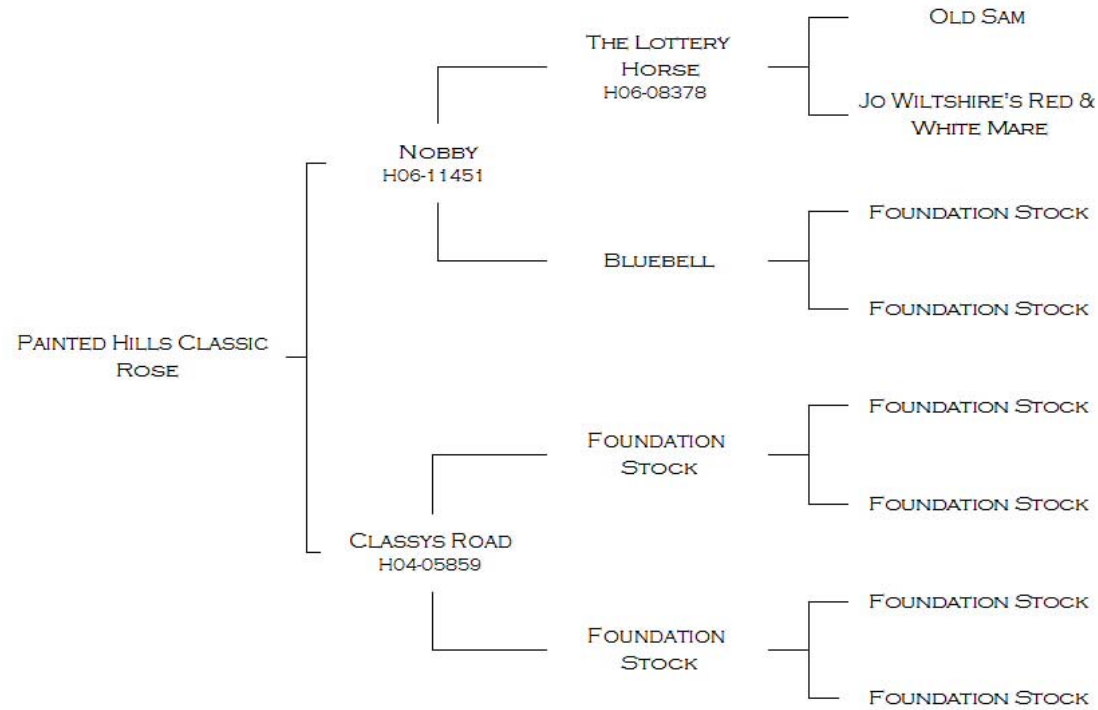 Old Sam
The Lottery
Horse
H06-08378
Jo Wiltshire's Red &
White Mare
Nobby
H06-11451
Foundation Stock
Bluebell
Foundation Stock
Painted Hills Classic
Rose
Foundation Stock
Foundation
Stock
Foundation Stock
Classys Road
H04-05859
Foundation Stock
Foundation
Stock
Foundation Stock